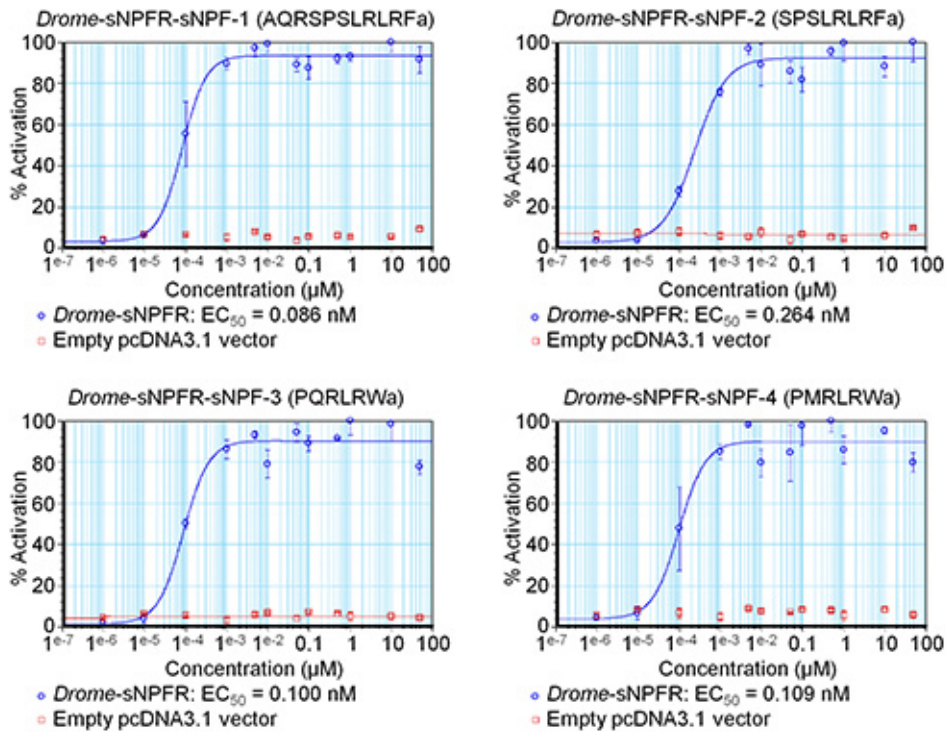 Drome-sNPFR-sNPF-1 (AQRSPSLRLRFa)
% Activation
100
80
60
40
20
0
1e-7 1e-6 1e-5 1e-4 1e-3 1e-2 0,1 1 10 100
Concentration (µM)
Drome-sNPFR: EC50 = 0.086 nM
Empty pcDNA3.1 vector
Drome-sNPFR-sNPF-2 (SPSLRLRFa)
% Activation
100
80
60
40
20
0
1e-7 1e-6 1e-5 1e-4 1e-3 1e-2 0,1 1 10 100
Concentration (µM)
Drome-sNPFR: EC50 = 0.264 nM
Empty pcDNA3.1 vector
Drome-sNPFR-sNPF-3 (PQRLRWa)
% Activation
100
80
60
40
20
0
1e-7 1e-6 1e-5 1e-4 1e-3 1e-2 0,1 1 10 100
Concentration (µM)
Drome-sNPFR: EC50 = 0.100 nM
Empty pcDNA3.1 vector
Drome-sNPFR-sNPF-4 (PMRLRWa)
% Activation
100
80
60
40
20
0
1e-7 1e-6 1e-5 1e-4 1e-3 1e-2 0,1 1 10 100
Concentration (µM)
Drome-sNPFR: EC50 = 0.109 nM
Empty pcDNA3.1 vector